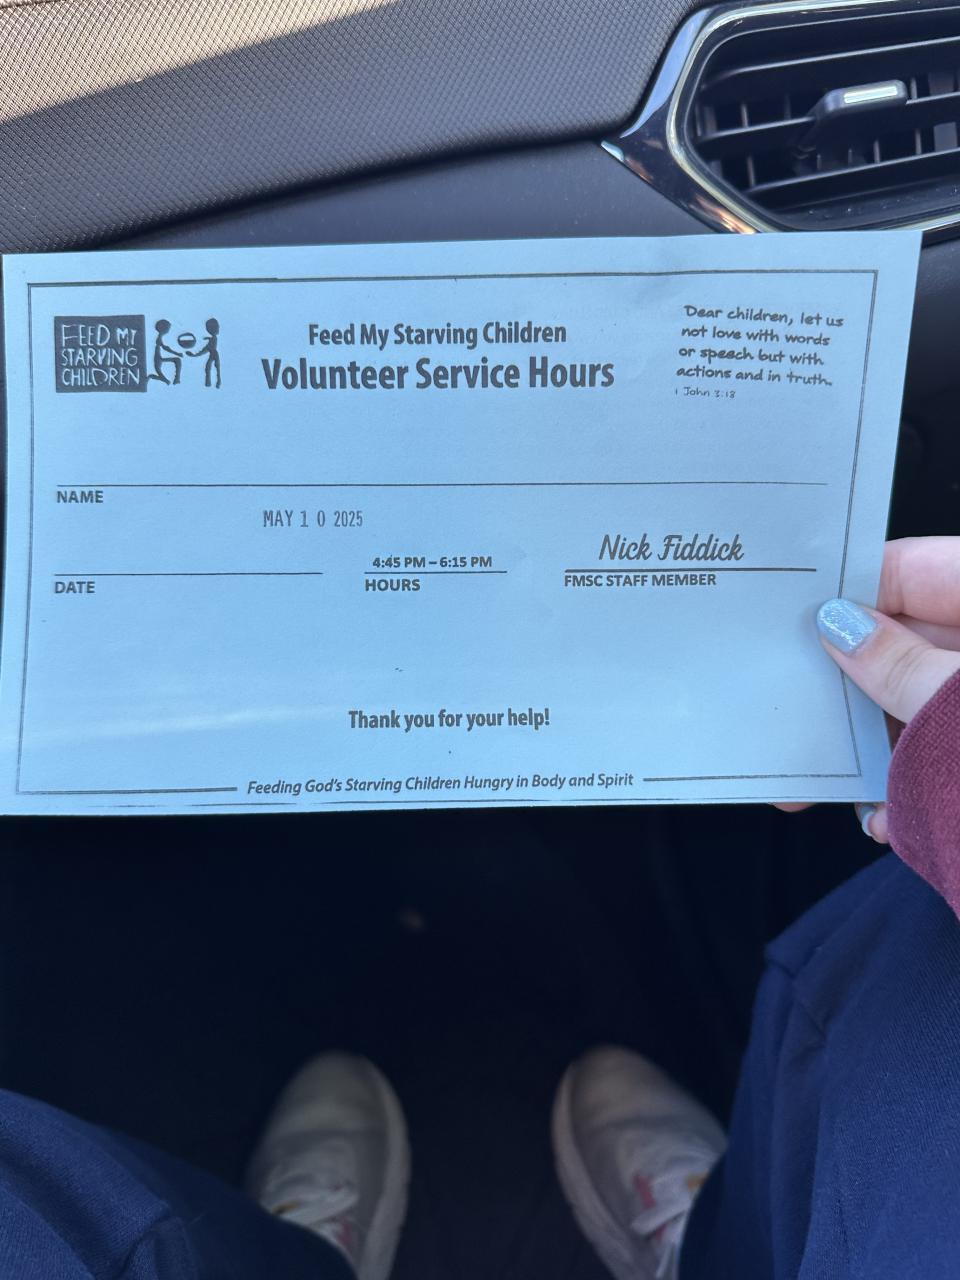 FEED MY
STARVING
CHILDREN
Feed My Starving Children
Volunteer Service Hours
Dear children, let us
not love with words
or speech but with
actions and in truth.
1 John 3:18
NAME
MAY 10 2025
DATE
4:45 PM – 6:15 PM
HOURS
Nick Fiddick
FMSC STAFF MEMBER
Thank you for your help!
Feeding God's Starving Children Hungry in Body and Spirit